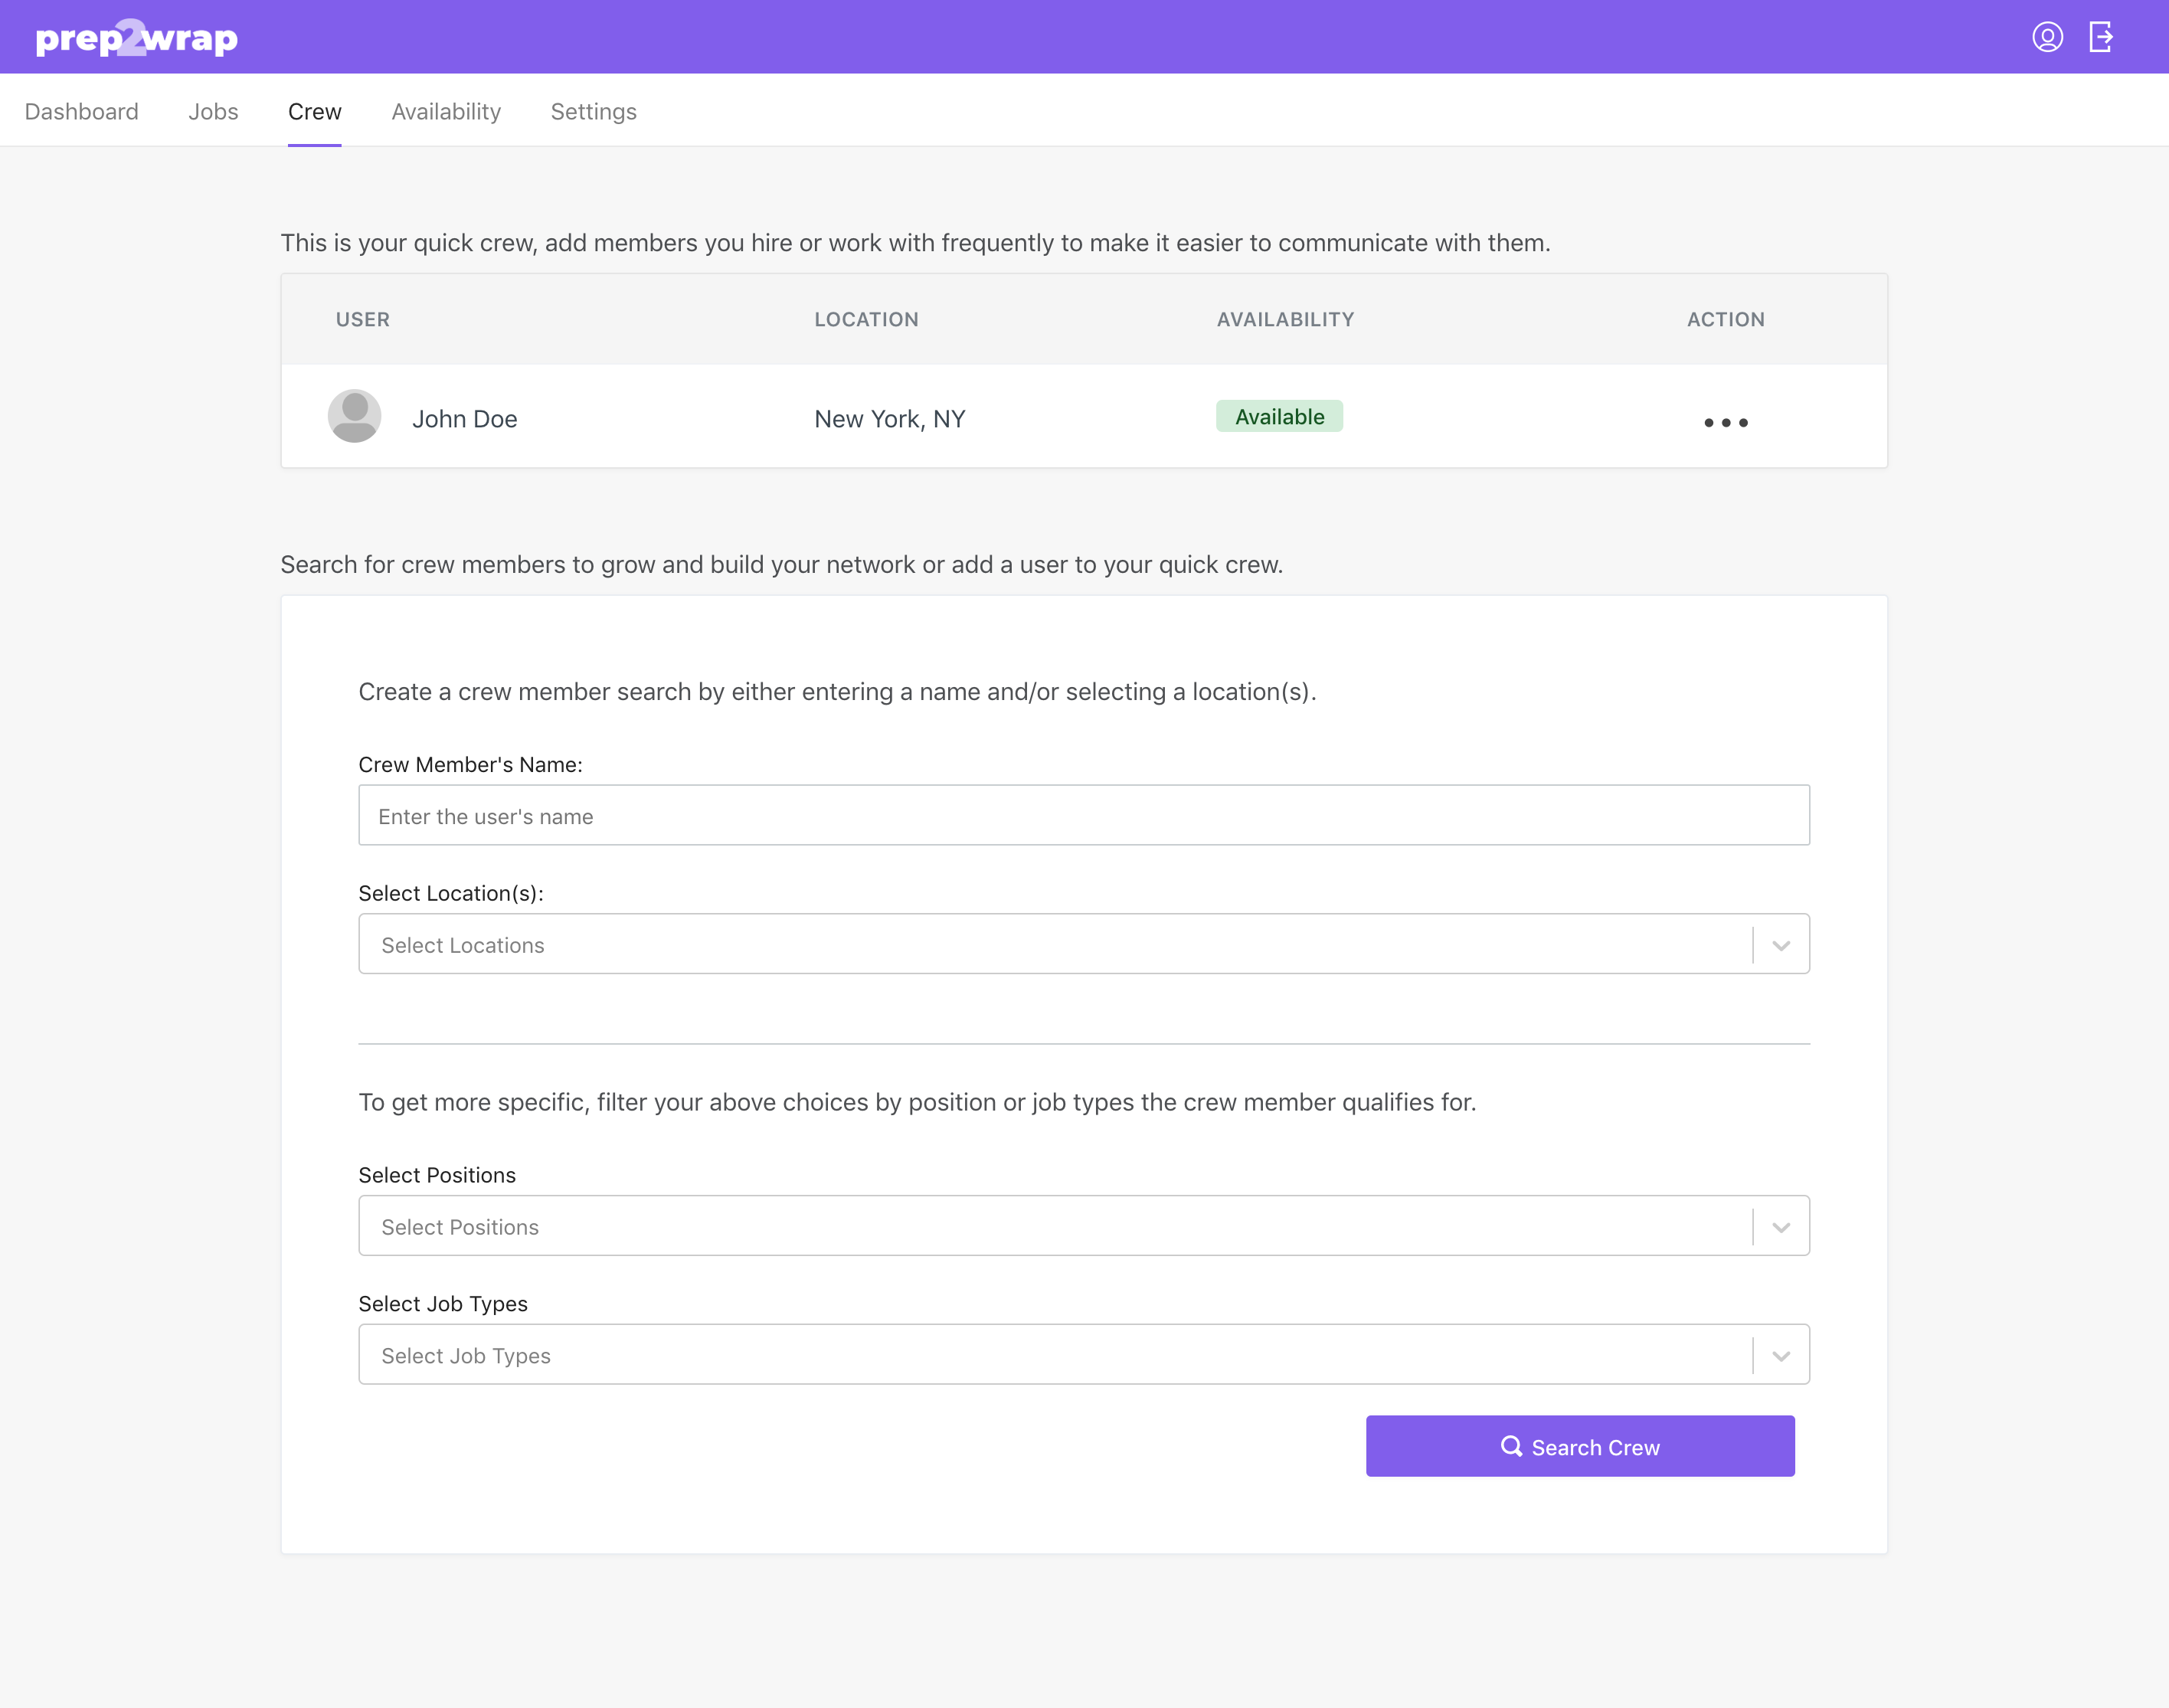 prep2wrap
Dashboard Jobs Crew Availability Settings
This is your quick crew, add members you hire or work with frequently to make it easier to communicate with them.
USER LOCATION AVAILABILITY ACTION
John Doe New York, NY Available
Search for crew members to grow and build your network or add a user to your quick crew.
Create a crew member search by either entering a name and/or selecting a location(s).
Crew Member's Name:
Enter the user's name
Select Location(s):
Select Locations
To get more specific, filter your above choices by position or job types the crew member qualifies for.
Select Positions
Select Positions
Select Job Types
Select Job Types
Search Crew